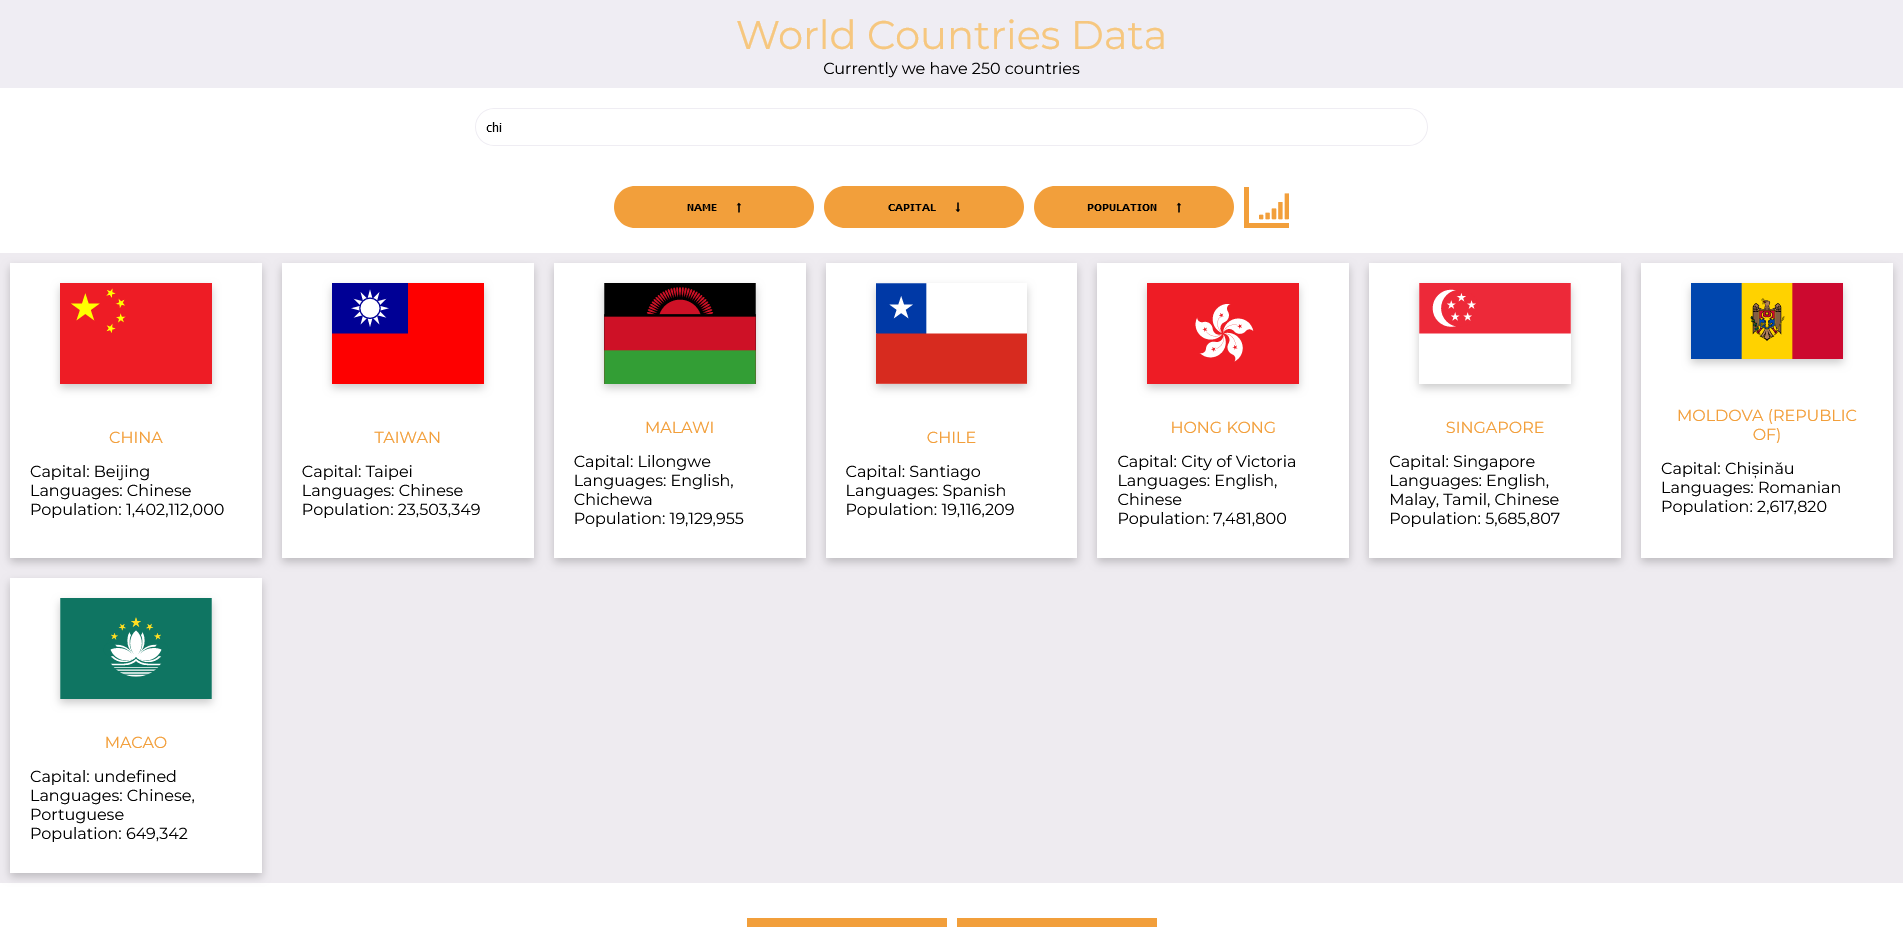 World Countries Data
Currently we have 250 countries
chi
NAME
CAPITAL
POPULATION
CHINA
Capital: Beijing
Languages: Chinese
Population: 1,402,112,000
TAIWAN
Capital: Taipei
Languages: Chinese
Population: 23,503,349
MALAWI
Capital: Lilongwe
Languages: English,
Chichewa
Population: 19,129,955
CHILE
Capital: Santiago
Languages: Spanish
Population: 19,116,209
HONG KONG
Capital: City of Victoria
Languages: English,
Chinese
Population: 7,481,800
SINGAPORE
Capital: Singapore
Languages: English,
Malay, Tamil, Chinese
Population: 5,685,807
MOLDOVA (REPUBLIC
OF)
Capital: Chișinău
Languages: Romanian
Population: 2,617,820
MACAO
Capital: undefined
Languages: Chinese,
Portuguese
Population: 649,342